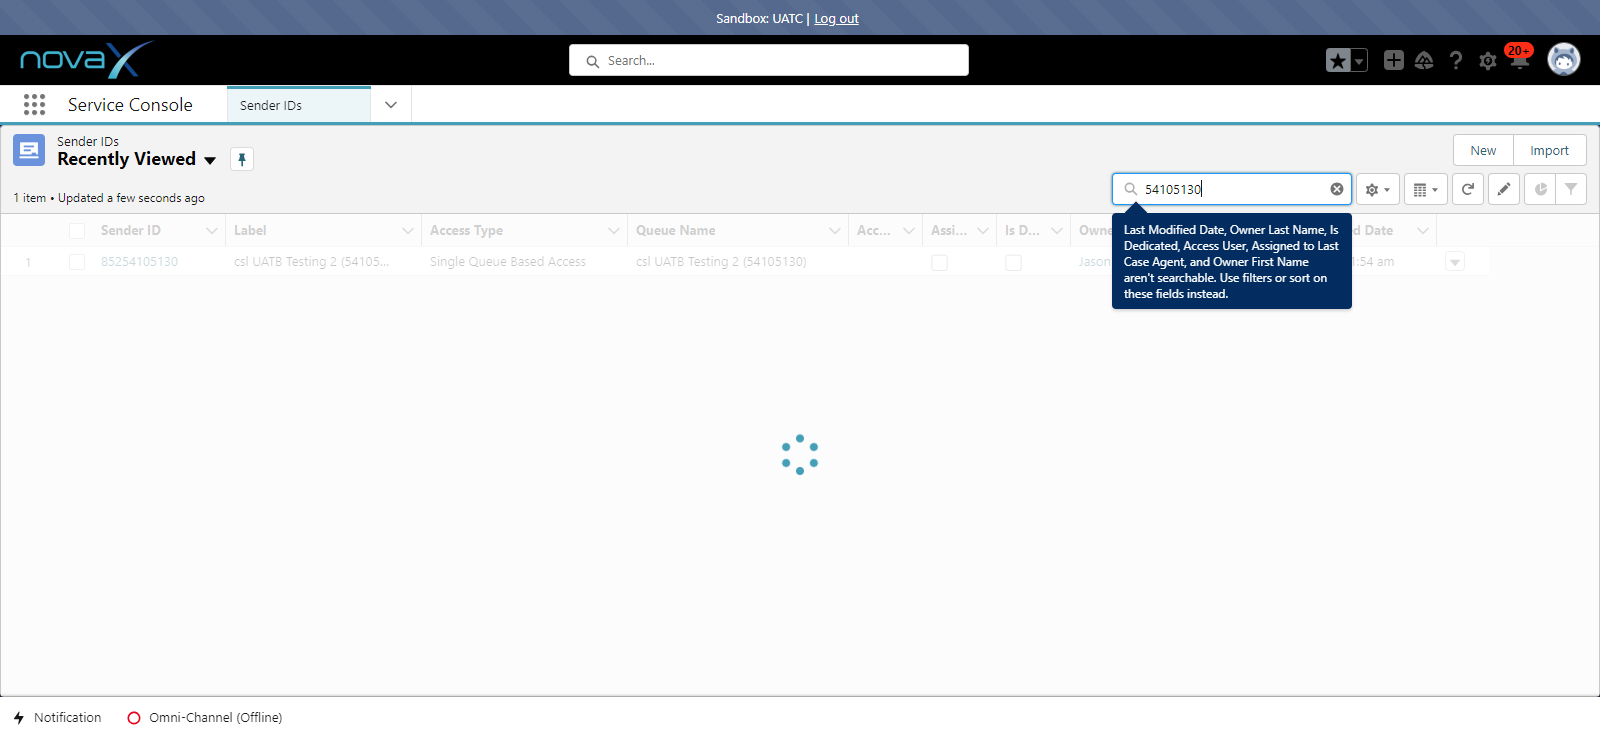 Sandbox: UATC | Log out
novaX
Search...
20+
Service Console
Sender IDs
Sender IDs
Recently Viewed
New
Import
1 item • Updated a few seconds ago
54105130
Sender ID
Label
Access Type
Queue Name
Acc...
Assi...
Is D...
Owne
d Date
1
85254105130
csl UATB Testing 2 (54105...
Single Queue Based Access
csl UATB Testing 2 (54105130)
Jason
:54 am
Last Modified Date, Owner Last Name, Is
Dedicated, Access User, Assigned to Last
Case Agent, and Owner First Name
aren't searchable. Use filters or sort on
these fields instead.
Notification
Omni-Channel (Offline)